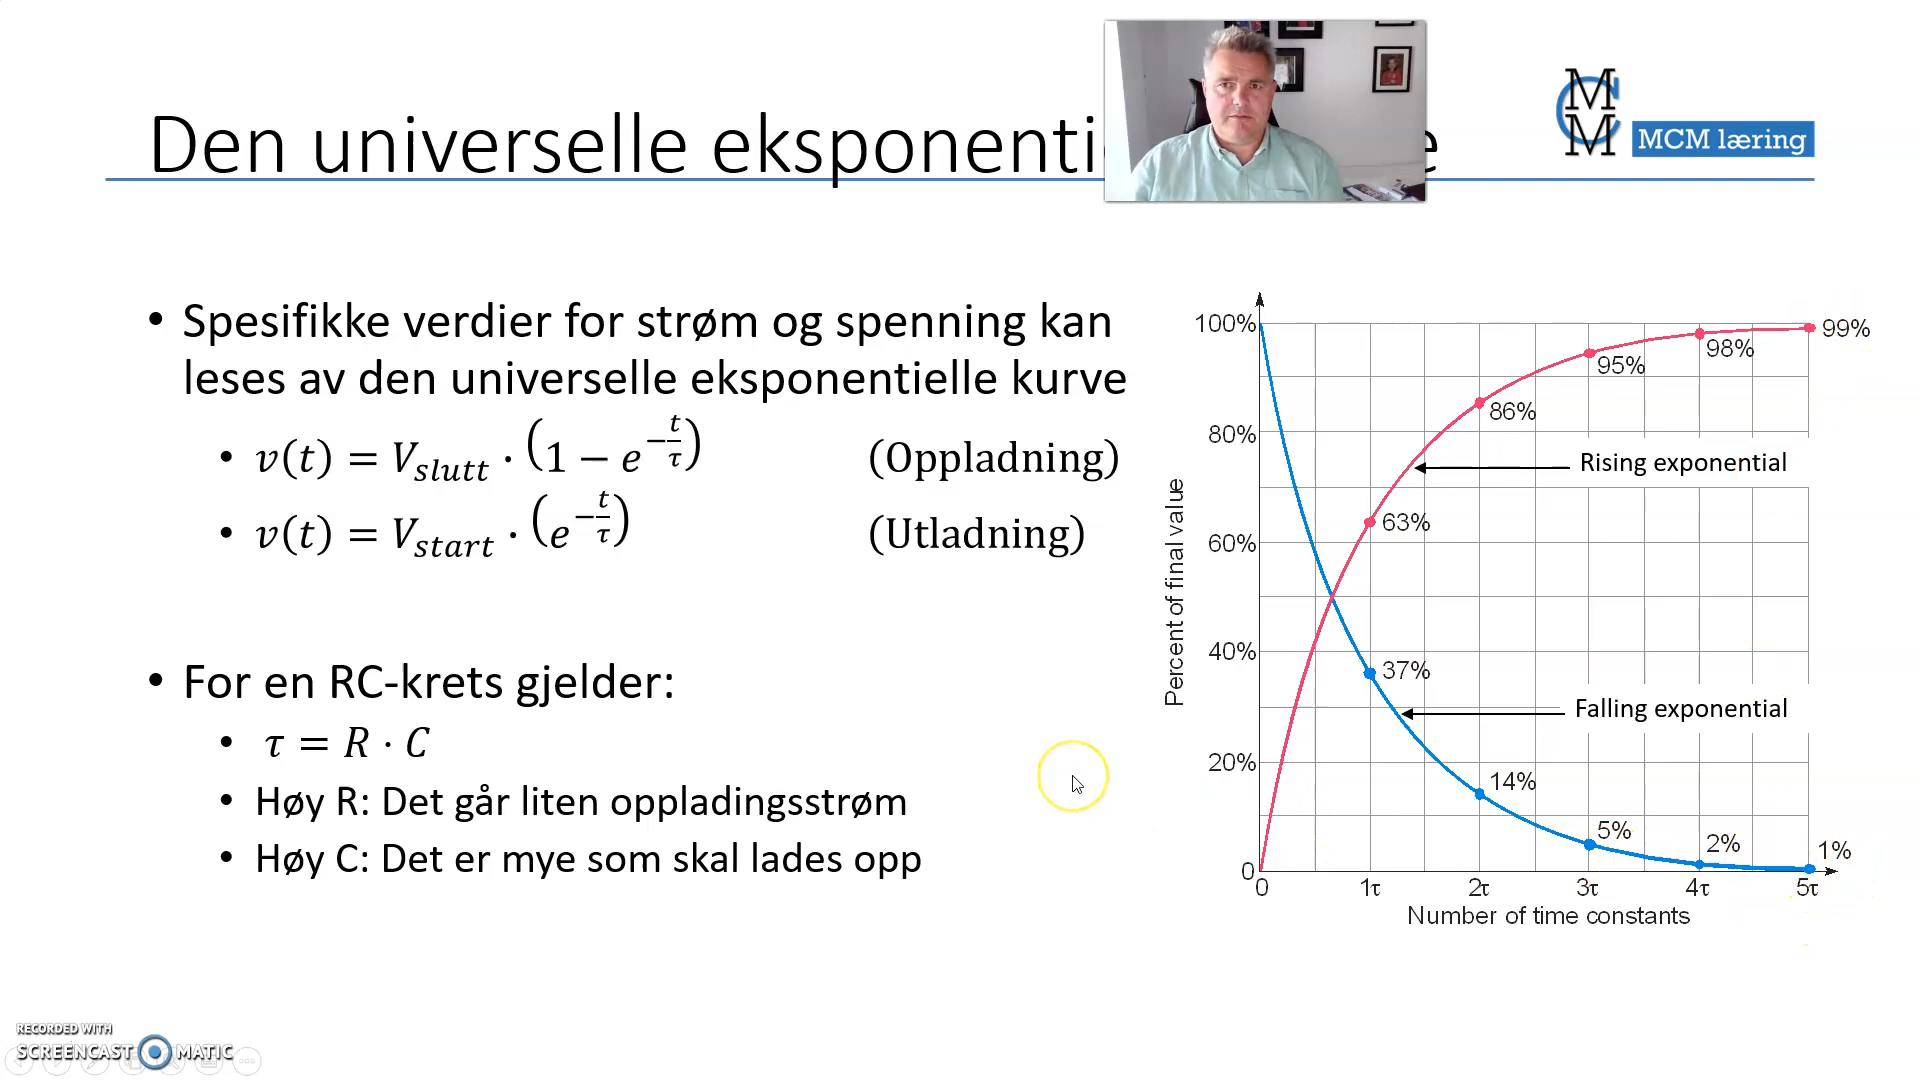 Den universelle eksponenti e
MCM læring
• Spesifikke verdier for strøm og spenning kan
leses av den universelle eksponentielle kurve
• v(t) = V_slutt · (1 − e^(−t/τ)) (Oppladning)
• v(t) = V_start · (e^(−t/τ)) (Utladning)
• For en RC-krets gjelder:
• τ = R · C
• Høy R: Det går liten oppladingsstrøm
• Høy C: Det er mye som skal lades opp
100%
80%
60%
40%
20%
0
Percent of final value
99%
98%
95%
86%
Rising exponential
63%
37%
Falling exponential
14%
5%
2%
1%
0 1τ 2τ 3τ 4τ 5τ
Number of time constants
RECORDED WITH
SCREENCAST MATIC